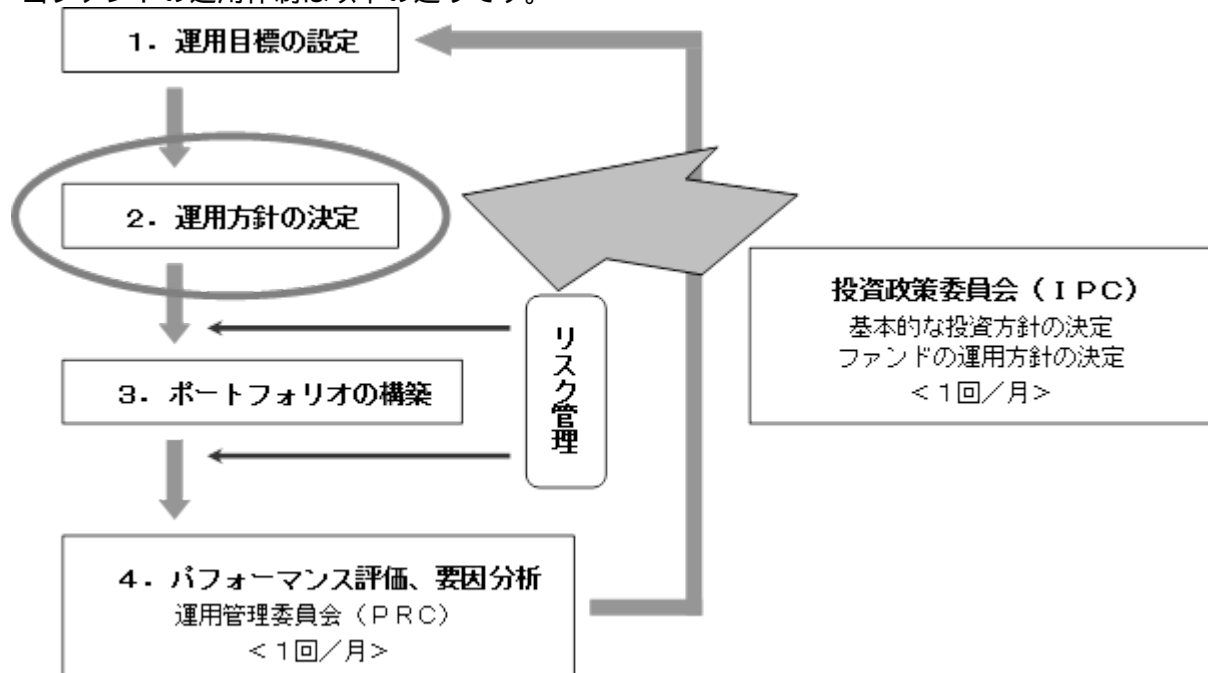 １．運用目標の設定
２．運用方針の決定
リスク管理
投資政策委員会（ＩＰＣ）
基本的な投資方針の決定
ファンドの運用方針の決定
＜１回／月＞
３．ポートフォリオの構築
４．パフォーマンス評価、要因分析
運用管理委員会（ＰＲＣ）
＜１回／月＞